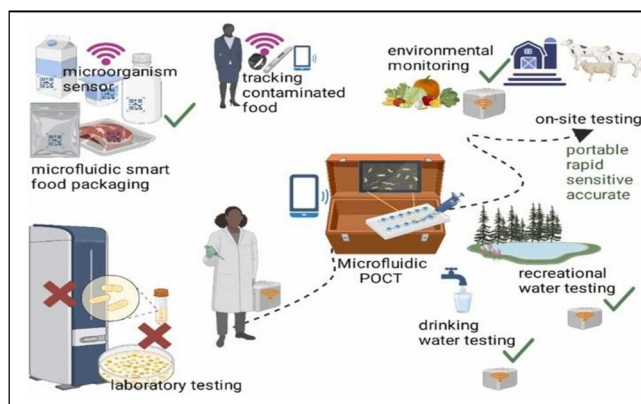 microorganism
sensor
microfluidic smart
food packaging
tracking
contaminated
food
environmental
monitoring
on-site testing
portable
rapid
sensitive
accurate
Microfluidic
POCT
recreational
water testing
drinking
water testing
laboratory testing